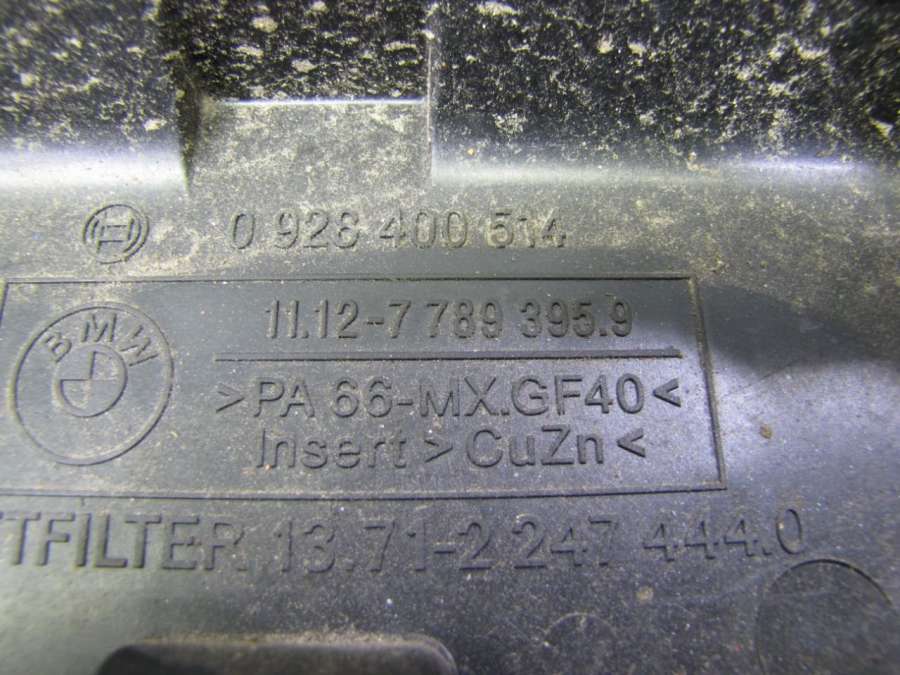 0 928 400 514
BMW
11.12-7 789 395.9
>PA 66-MX.GF40<
Insert >CuZn<
TFILTER 13.71-2 247 444.0